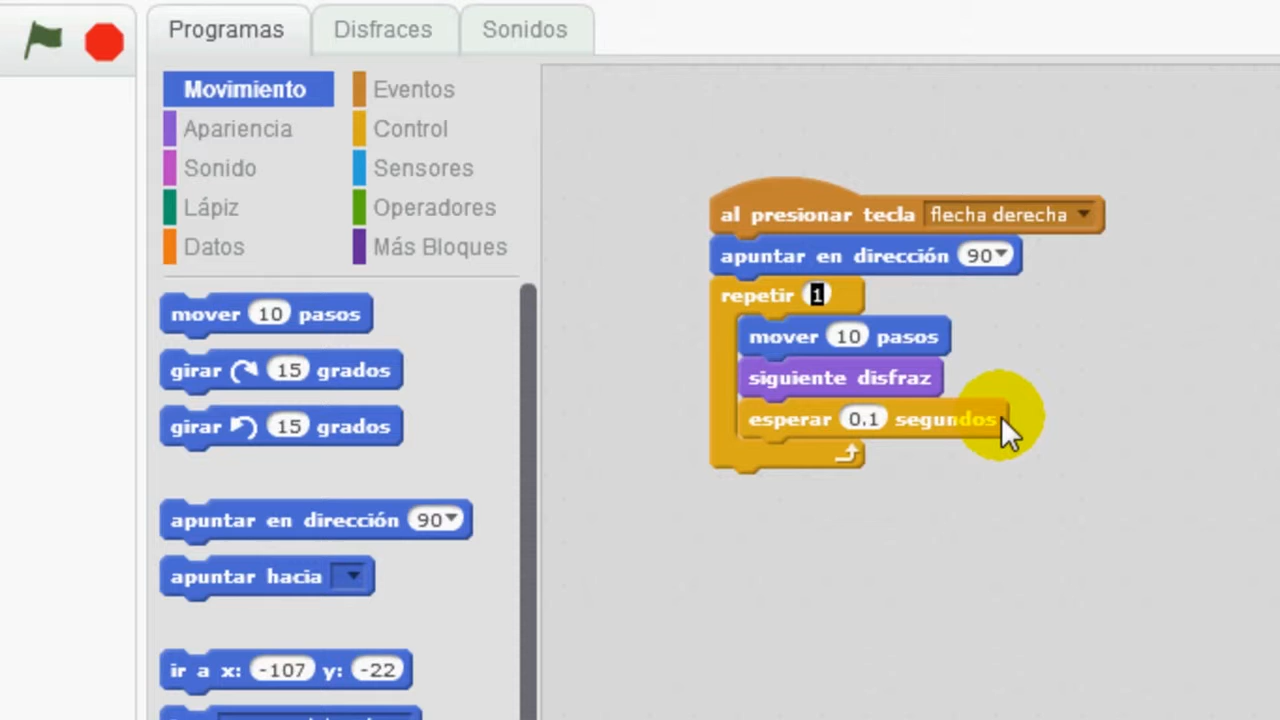 Programas Disfraces Sonidos
Movimiento Eventos
Apariencia Control
Sonido Sensores
Lápiz Operadores
Datos Más Bloques
mover 10 pasos
girar 15 grados
girar 15 grados
apuntar en dirección 90
apuntar hacia
ir a x: -107 y: -22
al presionar tecla flecha derecha
apuntar en dirección 90
repetir 1
mover 10 pasos
siguiente disfraz
esperar 0.1 segundos